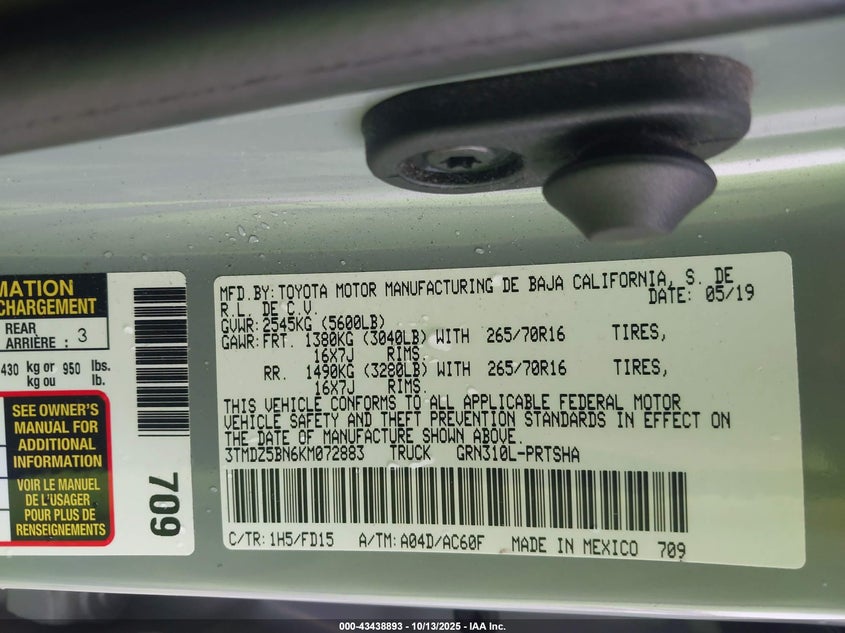 MATION
CHARGEMENT
REAR
ARRIÈRE : 3
430 kg or 950 lbs.
kg ou lb.
SEE OWNER'S
MANUAL FOR
ADDITIONAL
INFORMATION
VOIR LE MANUEL
DE L'USAGER
POUR PLUS DE
RENSEIGNEMENTS
709
MFD.BY:TOYOTA MOTOR MANUFACTURING DE BAJA CALIFORNIA, S. DE
R.L. DE C.V. DATE: 05/19
GVWR:2545KG (5600LB)
GAWR:FRT. 1380KG (3040LB) WITH 265/70R16 TIRES,
16X7J RIMS.
RR. 1490KG (3280LB) WITH 265/70R16 TIRES,
16X7J RIMS.
THIS VEHICLE CONFORMS TO ALL APPLICABLE FEDERAL MOTOR
VEHICLE SAFETY AND THEFT PREVENTION STANDARDS IN EFFECT ON
THE DATE OF MANUFACTURE SHOWN ABOVE.
3TMDZ5BN6KM072883 TRUCK GRN310L-PRTSHA
C/TR:1H5/FD15 A/TM:A04D/AC60F MADE IN MEXICO 709
000-43438893 - 10/13/2025 - IAA Inc.